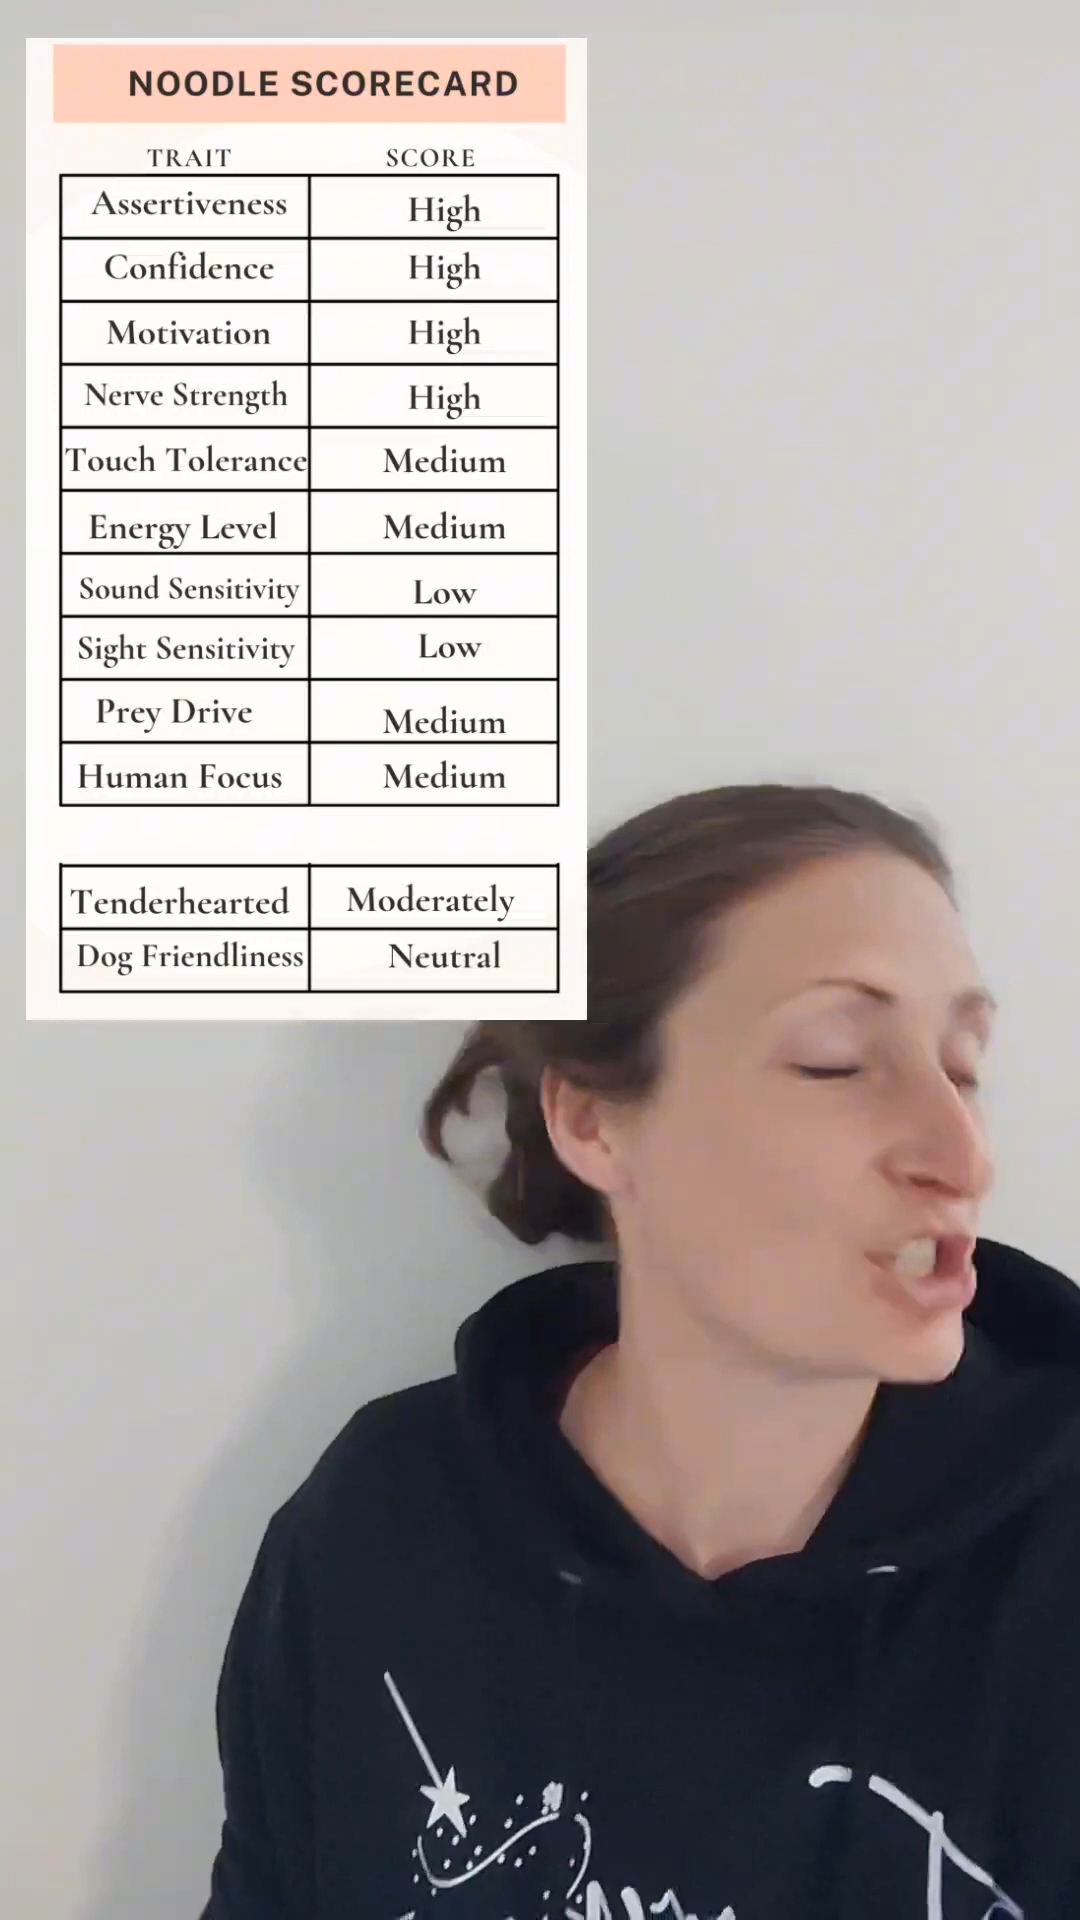 NOODLE SCORECARD
TRAIT SCORE
Assertiveness High
Confidence High
Motivation High
Nerve Strength High
Touch Tolerance Medium
Energy Level Medium
Sound Sensitivity Low
Sight Sensitivity Low
Prey Drive Medium
Human Focus Medium
Tenderhearted Moderately
Dog Friendliness Neutral